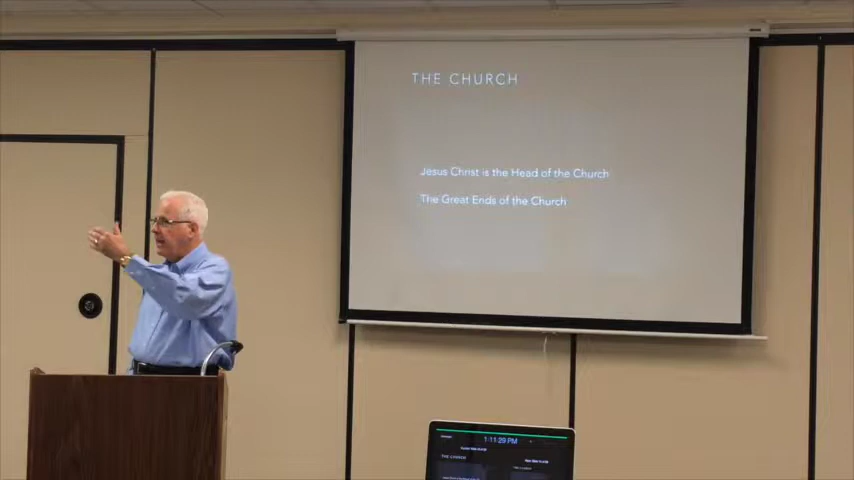 THE CHURCH
Jesus Christ is the Head of the Church
The Great Ends of the Church
1:11:29 PM
THE CHURCH